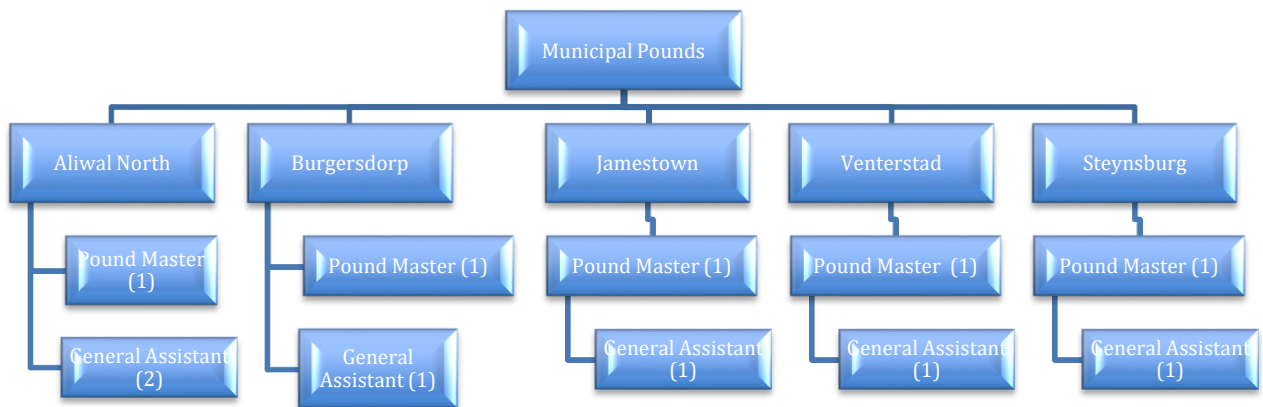 Municipal Pounds
Aliwal North
Burgersdorp
Jamestown
Venterstad
Steynsburg
Pound Master
(1)
Pound Master (1)
Pound Master (1)
Pound Master (1)
Pound Master (1)
General Assistant
(2)
General
Assistant (1)
General Assistant
(1)
General Assistant
(1)
General Assistant
(1)